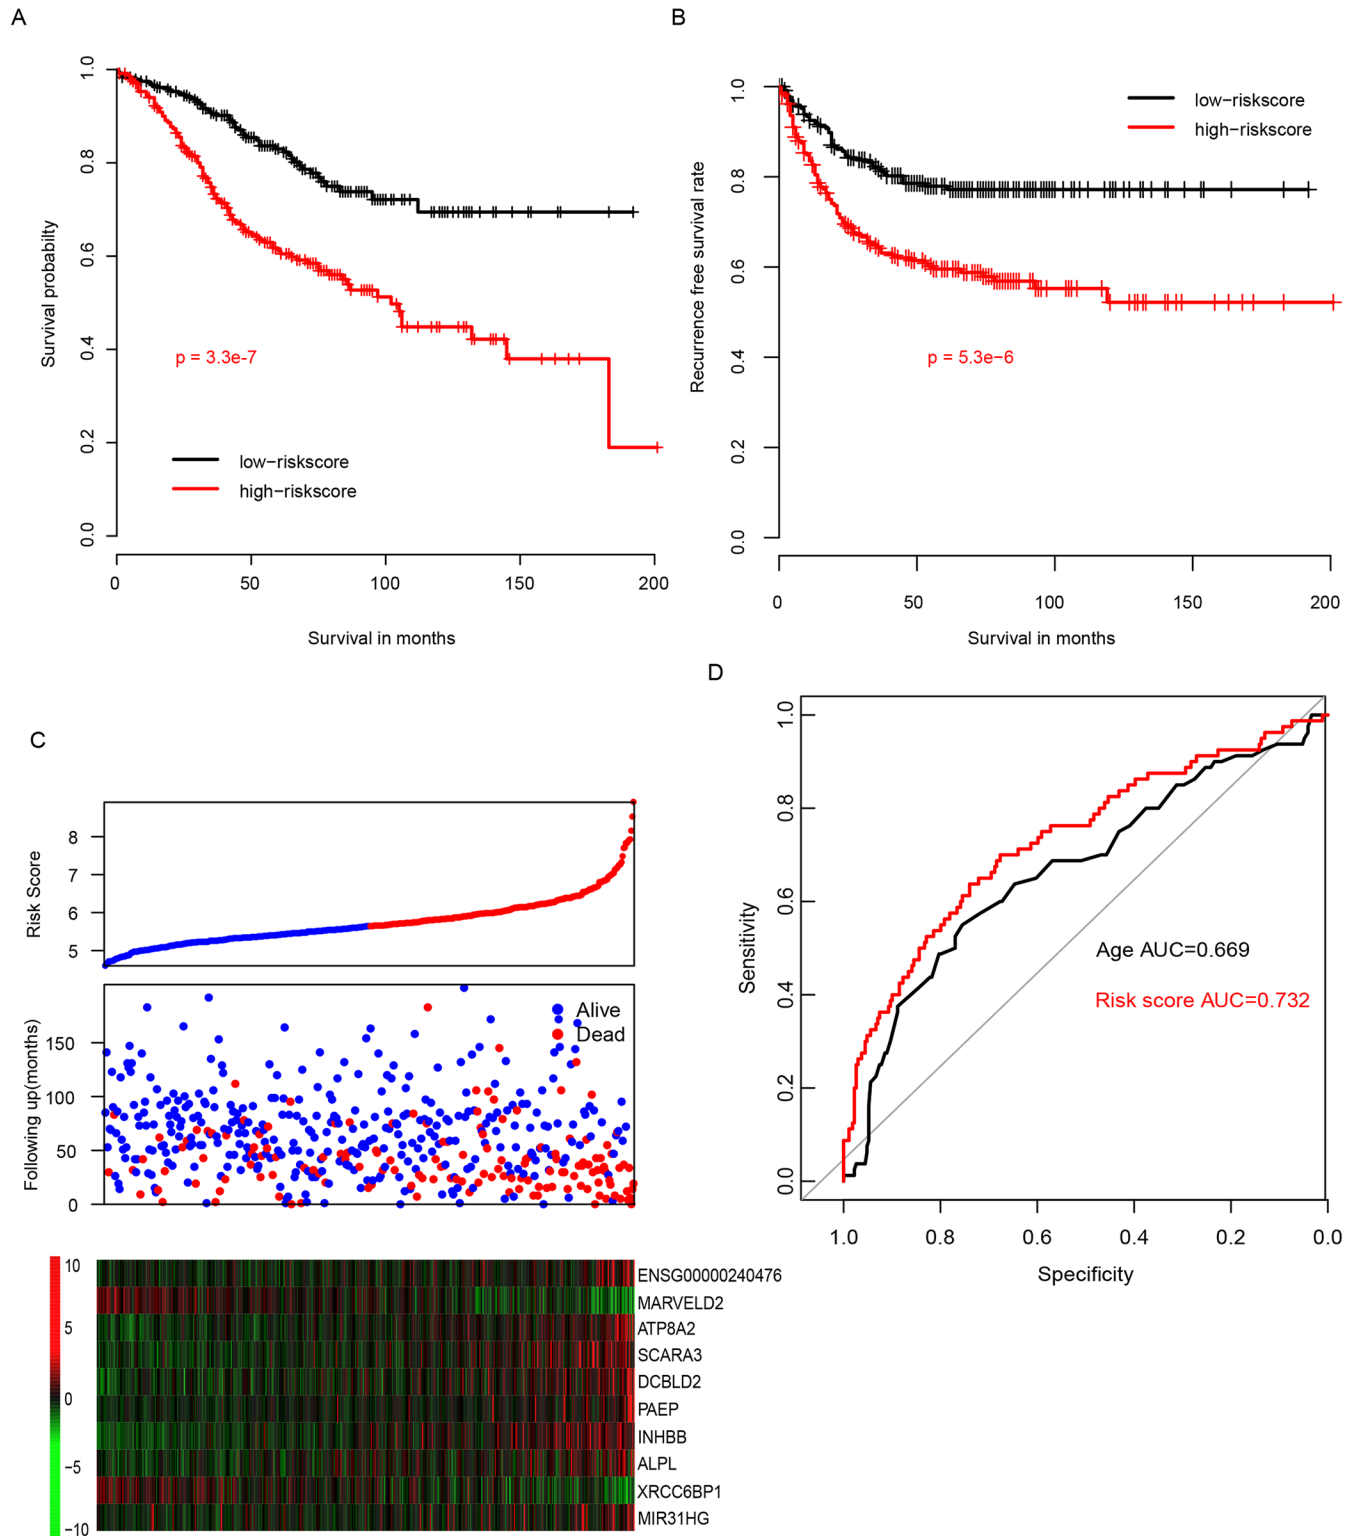 A
1.0
0.8
0.6
0.4
0.2
0.0
Survival probabilty
p = 3.3e-7
low−riskscore
high−riskscore
0 50 100 150 200
Survival in months
B
1.0
0.8
0.6
0.4
0.2
0.0
Recurrence free survival rate
low−riskscore
high−riskscore
p = 5.3e−6
0 50 100 150 200
Survival in months
C
8
7
6
5
Risk Score
Alive
Dead
150
100
50
0
Following up(months)
10
5
0
−5
−10
ENSG00000240476
MARVELD2
ATP8A2
SCARA3
DCBLD2
PAEP
INHBB
ALPL
XRCC6BP1
MIR31HG
D
1.0
0.8
0.6
0.4
0.2
0.0
Sensitivity
Age AUC=0.669
Risk score AUC=0.732
1.0 0.8 0.6 0.4 0.2 0.0
Specificity